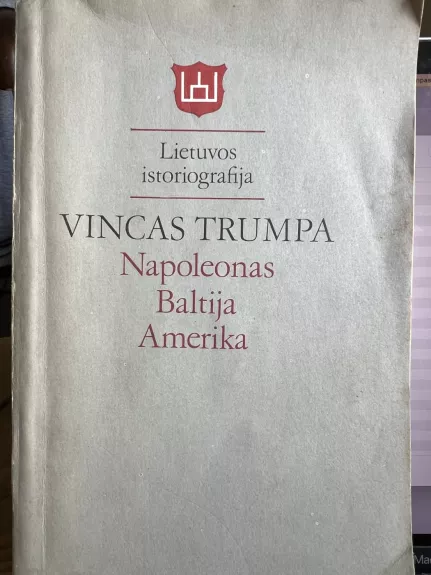 Lietuvos
istoriografija
VINCAS TRUMPA
Napoleonas
Baltija
Amerika